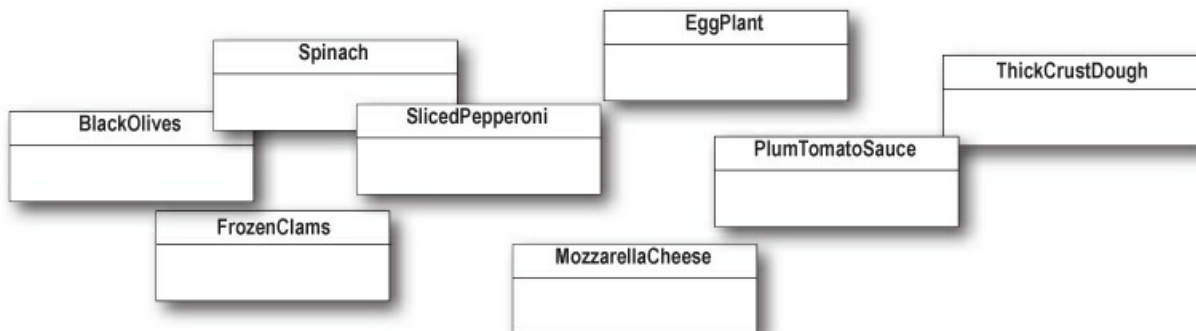 EggPlant
Spinach
ThickCrustDough
SlicedPepperoni
BlackOlives
PlumTomatoSauce
FrozenClams
MozzarellaCheese